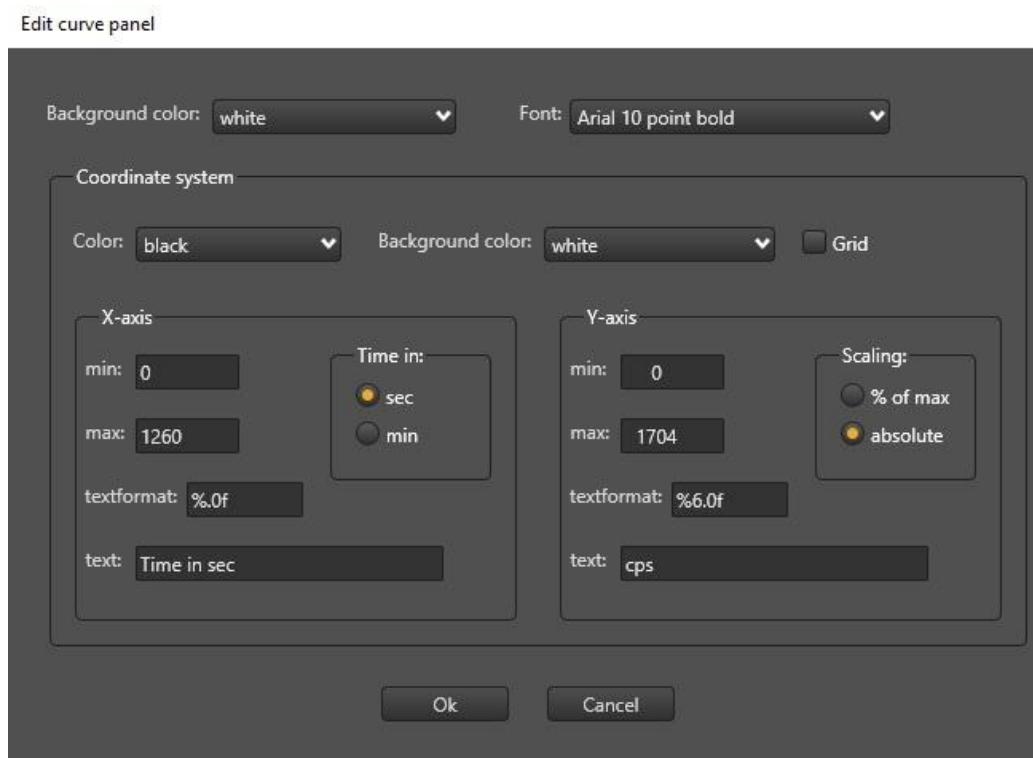 Edit curve panel
Background color: white Font: Arial 10 point bold
Coordinate system
Color: black Background color: white Grid
X-axis Y-axis
min: 0 Time in: min: 0 Scaling:
sec % of max
max: 1260 min max: 1704 absolute
textformat: %.0f textformat: %6.0f
text: Time in sec text: cps
Ok Cancel